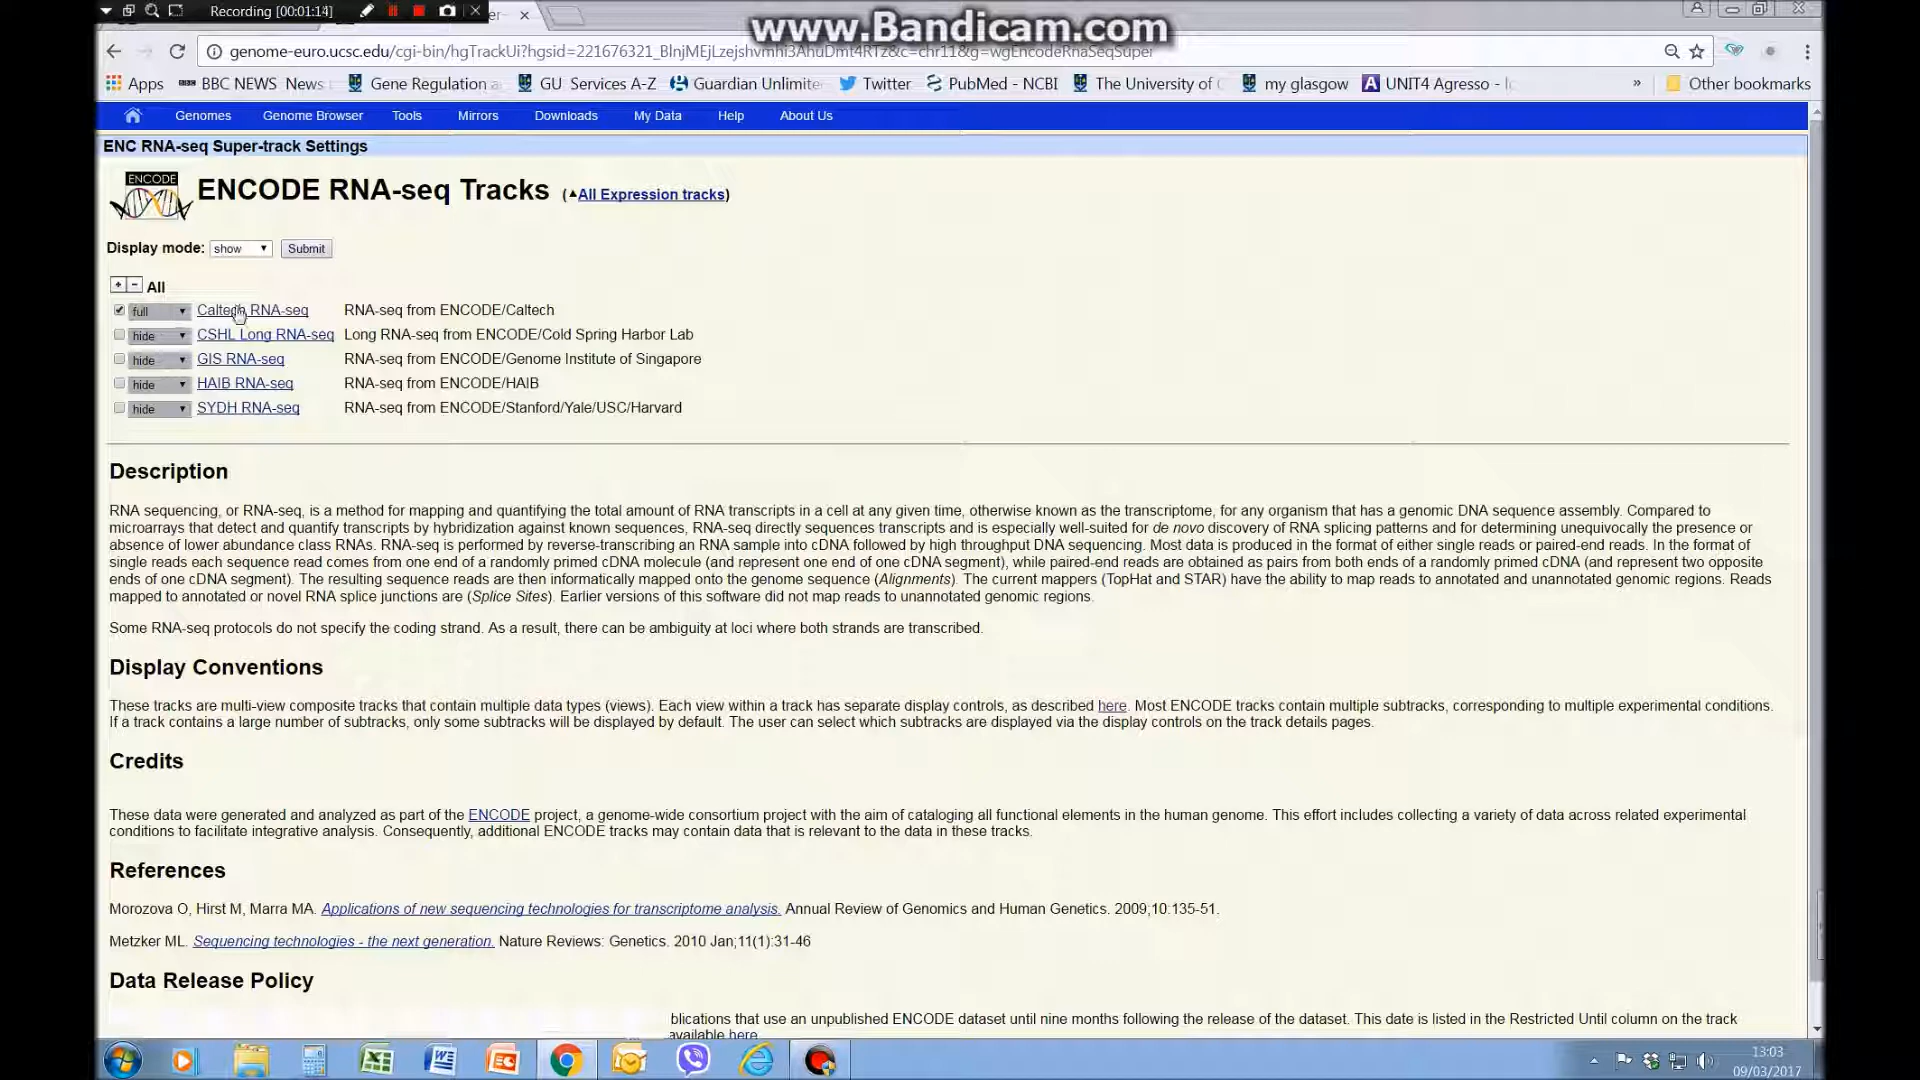 Recording [00:01:14]
www.Bandicam.com
genome-euro.ucsc.edu/cgi-bin/hgTrackUi?hgsid=221676321_BlnjMEjLzejshvmhi3AhuDmt4RTz&c=chr11&g=wgEncodeRnaSeqSuper
Apps BBC NEWS News Gene Regulation a GU Services A-Z Guardian Unlimite Twitter PubMed - NCBI The University of my glasgow UNIT4 Agresso - » Other bookmarks
Genomes Genome Browser Tools Mirrors Downloads My Data Help About Us
ENC RNA-seq Super-track Settings
ENCODE
ENCODE RNA-seq Tracks (▲All Expression tracks)
Display mode: show Submit
+ - All
full Caltech RNA-seq RNA-seq from ENCODE/Caltech
hide CSHL Long RNA-seq Long RNA-seq from ENCODE/Cold Spring Harbor Lab
hide GIS RNA-seq RNA-seq from ENCODE/Genome Institute of Singapore
hide HAIB RNA-seq RNA-seq from ENCODE/HAIB
hide SYDH RNA-seq RNA-seq from ENCODE/Stanford/Yale/USC/Harvard
Description
RNA sequencing, or RNA-seq, is a method for mapping and quantifying the total amount of RNA transcripts in a cell at any given time, otherwise known as the transcriptome, for any organism that has a genomic DNA sequence assembly. Compared to
microarrays that detect and quantify transcripts by hybridization against known sequences, RNA-seq directly sequences transcripts and is especially well-suited for de novo discovery of RNA splicing patterns and for determining unequivocally the presence or
absence of lower abundance class RNAs. RNA-seq is performed by reverse-transcribing an RNA sample into cDNA followed by high throughput DNA sequencing. Most data is produced in the format of either single reads or paired-end reads. In the format of
single reads each sequence read comes from one end of a randomly primed cDNA molecule (and represent one end of one cDNA segment), while paired-end reads are obtained as pairs from both ends of a randomly primed cDNA (and represent two opposite
ends of one cDNA segment). The resulting sequence reads are then informatically mapped onto the genome sequence (Alignments). The current mappers (TopHat and STAR) have the ability to map reads to annotated and unannotated genomic regions. Reads
mapped to annotated or novel RNA splice junctions are (Splice Sites). Earlier versions of this software did not map reads to unannotated genomic regions.
Some RNA-seq protocols do not specify the coding strand. As a result, there can be ambiguity at loci where both strands are transcribed.
Display Conventions
These tracks are multi-view composite tracks that contain multiple data types (views). Each view within a track has separate display controls, as described here. Most ENCODE tracks contain multiple subtracks, corresponding to multiple experimental conditions.
If a track contains a large number of subtracks, only some subtracks will be displayed by default. The user can select which subtracks are displayed via the display controls on the track details pages.
Credits
These data were generated and analyzed as part of the ENCODE project, a genome-wide consortium project with the aim of cataloging all functional elements in the human genome. This effort includes collecting a variety of data across related experimental
conditions to facilitate integrative analysis. Consequently, additional ENCODE tracks may contain data that is relevant to the data in these tracks.
References
Morozova O, Hirst M, Marra MA. Applications of new sequencing technologies for transcriptome analysis. Annual Review of Genomics and Human Genetics. 2009;10:135-51.
Metzker ML. Sequencing technologies - the next generation. Nature Reviews: Genetics. 2010 Jan;11(1):31-46
Data Release Policy
blications that use an unpublished ENCODE dataset until nine months following the release of the dataset. This date is listed in the Restricted Until column on the track
available here.
13:03
09/03/2017